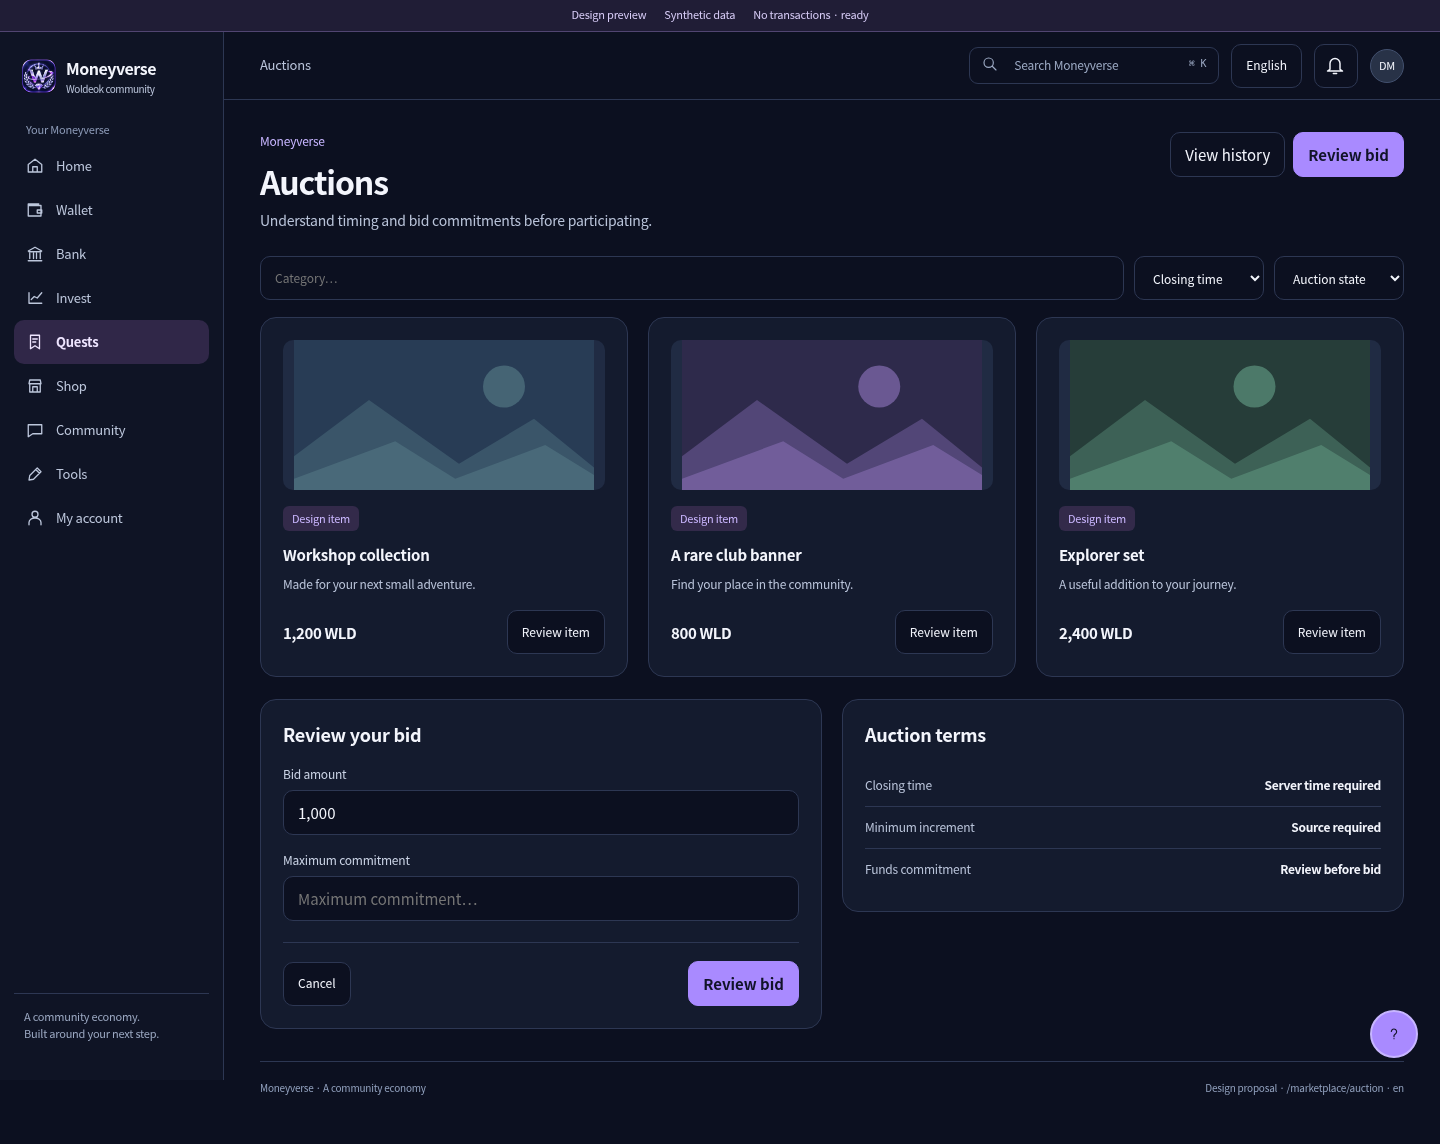 Design preview Synthetic data No transactions · ready
Moneyverse
Woldeok community
Your Moneyverse
Home
Wallet
Bank
Invest
Quests
Shop
Community
Tools
My account
A community economy.
Built around your next step.
Auctions
Search Moneyverse ⌘ K
English
DM
Moneyverse
Auctions
Understand timing and bid commitments before participating.
View history
Review bid
Category…
Closing time
Auction state
Design item
Workshop collection
Made for your next small adventure.
1,200 WLD
Review item
Design item
A rare club banner
Find your place in the community.
800 WLD
Review item
Design item
Explorer set
A useful addition to your journey.
2,400 WLD
Review item
Review your bid
Bid amount
1,000
Maximum commitment
Maximum commitment…
Cancel
Review bid
Auction terms
Closing time Server time required
Minimum increment Source required
Funds commitment Review before bid
?
Moneyverse · A community economy
Design proposal · /marketplace/auction · en